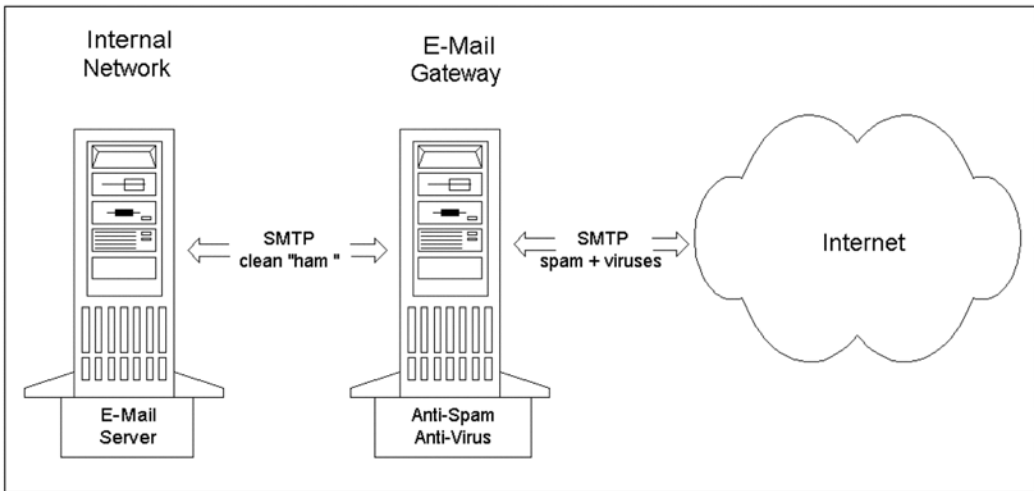 Internal
Network
E-Mail
Gateway
SMTP
clean "ham "
SMTP
spam + viruses
Internet
E-Mail
Server
Anti-Spam
Anti-Virus